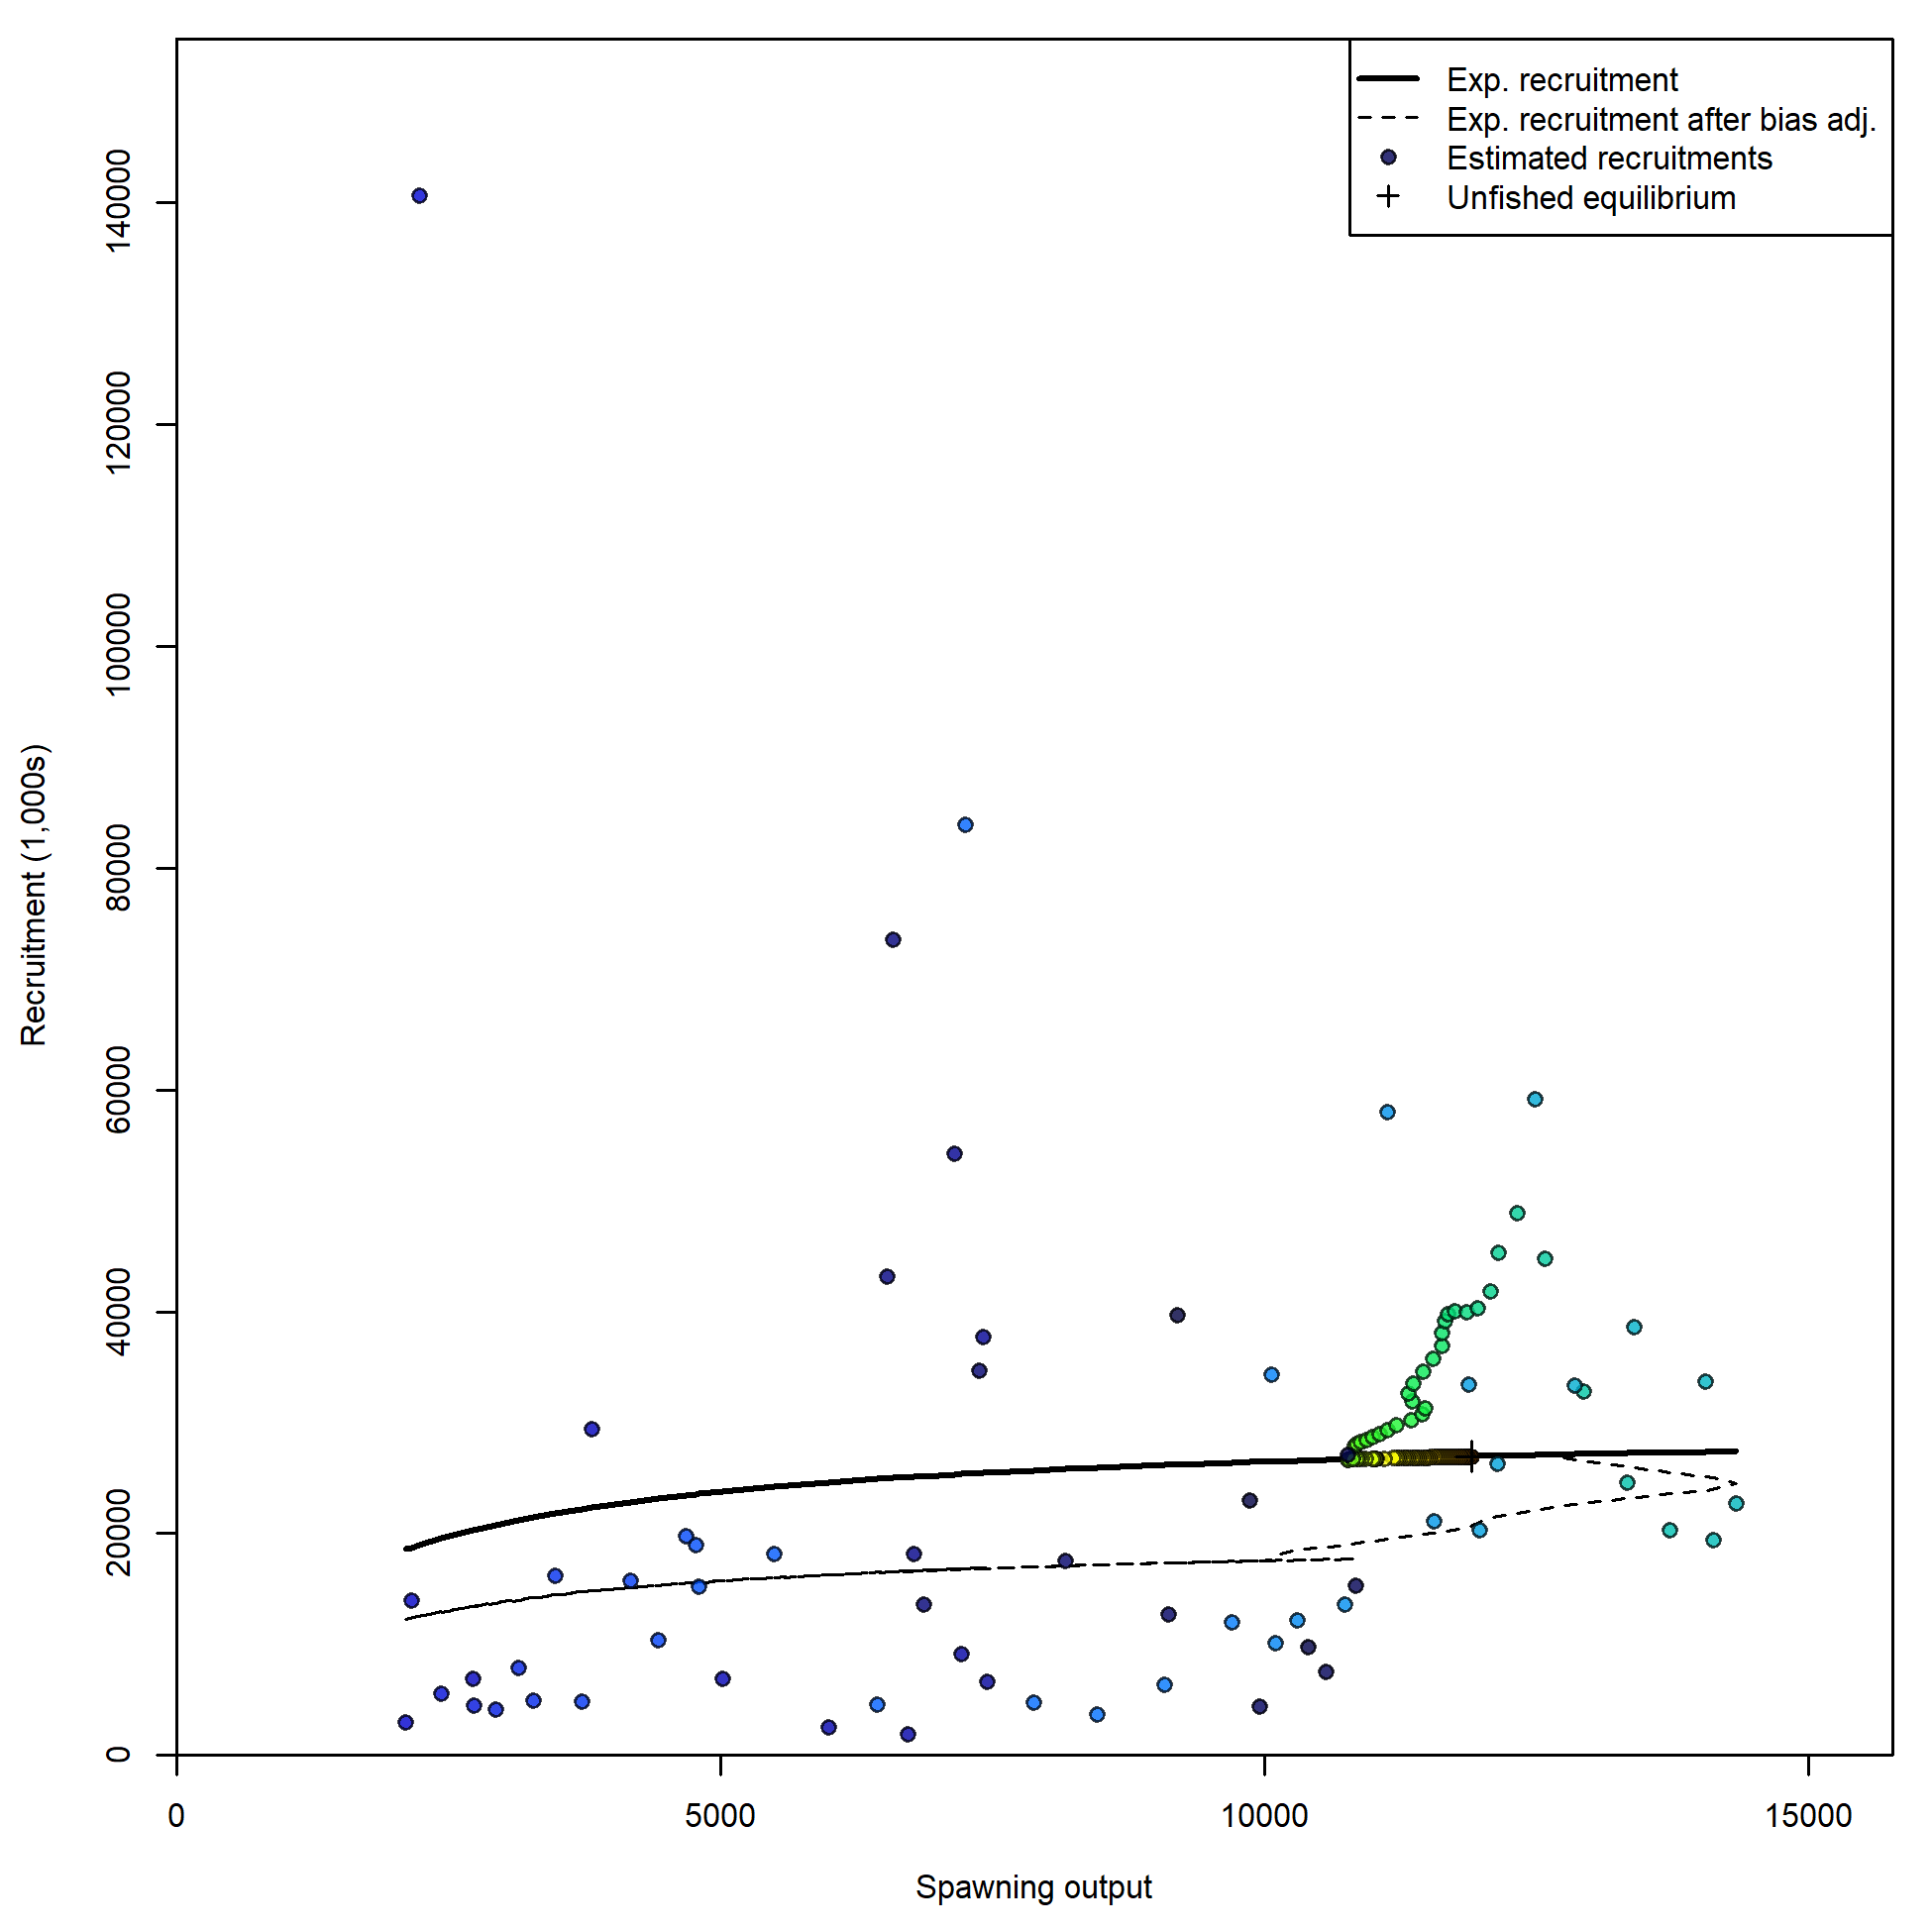 Exp. recruitment
Exp. recruitment after bias adj.
Estimated recruitments
Unfished equilibrium
140000
120000
100000
80000
60000
40000
20000
0
Recruitment (1,000s)
0 5000 10000 15000
Spawning output